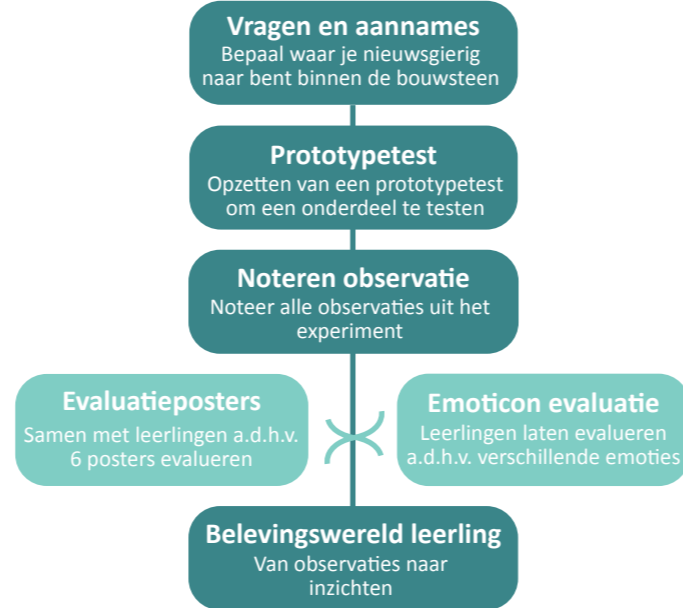 Vragen en aannames
Bepaal waar je nieuwsgierig
naar bent binnen de bouwsteen
Prototypetest
Opzetten van een prototypetest
om een onderdeel te testen
Noteren observatie
Noteer alle observaties uit het
experiment
Evaluatieposters
Samen met leerlingen a.d.h.v.
6 posters evalueren
Emoticon evaluatie
Leerlingen laten evalueren
a.d.h.v. verschillende emoties
Belevingswereld leerling
Van observaties naar
inzichten